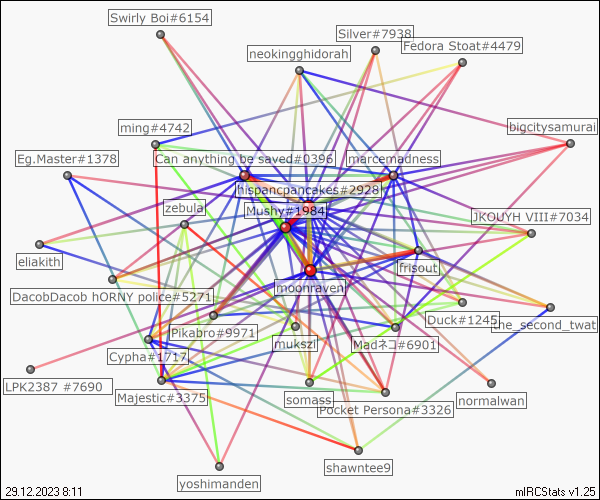 Swirly Boi#6154
Silver#7938
Fedora Stoat#4479
neokingghidorah
ming#4742
bigcitysamurai
Eg.Master#1378
Can anything be saved#0396
marcemadness
hispancpancakes#2928
zebula
Mushy#1984
JKOUYH VIII#7034
eliakith
frisout
moonraven
DacobDacob hORNY police#5271
Duck#1245
the_second_twat
Pikabro#9971
mukszi
Madネコ#6901
Cypha#1717
LPK2387 #7690
Majestic#3375
somass
Pocket Persona#3326
normalwan
shawntee9
yoshimanden
29.12.2023 8:11
mIRCStats v1.25